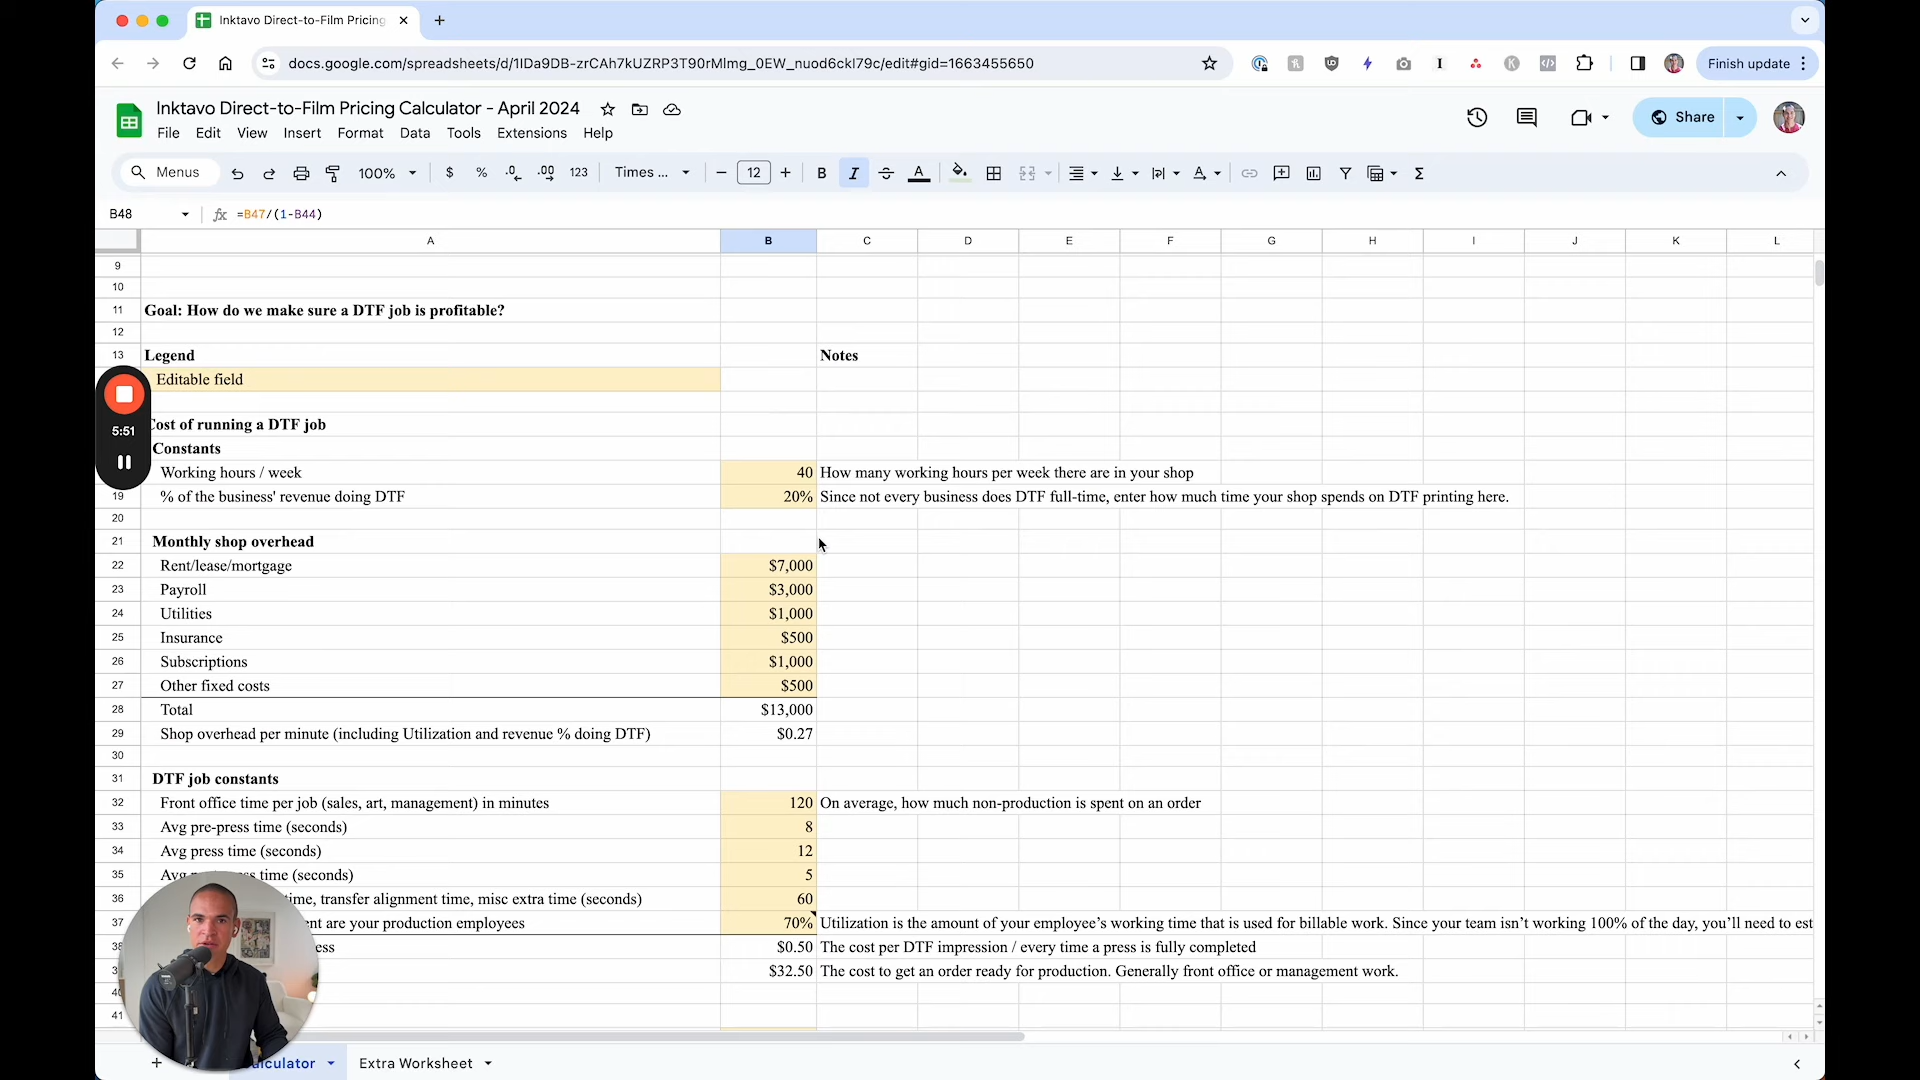 Inktavo Direct-to-Film Pricing
docs.google.com/spreadsheets/d/1IDa9DB-zrCAh7kUZRP3T90rMlmg_0EW_nuod6ckl79c/edit#gid=1663455650
Finish update
Inktavo Direct-to-Film Pricing Calculator - April 2024
File Edit View Insert Format Data Tools Extensions Help
Share
Menus 100% $ % .0 .00 123 Times ... 12 B I A
B48 fx =B47/(1-B44)
A B C D E F G H I J K L
9
10
11 Goal: How do we make sure a DTF job is profitable?
12
13 Legend Notes
Editable field
Cost of running a DTF job
Constants
Working hours / week 40 How many working hours per week there are in your shop
19 % of the business' revenue doing DTF 20% Since not every business does DTF full-time, enter how much time your shop spends on DTF printing here.
20
21 Monthly shop overhead
22 Rent/lease/mortgage $7,000
23 Payroll $3,000
24 Utilities $1,000
25 Insurance $500
26 Subscriptions $1,000
27 Other fixed costs $500
28 Total $13,000
29 Shop overhead per minute (including Utilization and revenue % doing DTF) $0.27
30
31 DTF job constants
32 Front office time per job (sales, art, management) in minutes 120 On average, how much non-production is spent on an order
33 Avg pre-press time (seconds) 8
34 Avg press time (seconds) 12
35 Avg time (seconds) 5
36 time, transfer alignment time, misc extra time (seconds) 60
37 are your production employees 70% Utilization is the amount of your employee's working time that is used for billable work. Since your team isn't working 100% of the day, you'll need to est
38 $0.50 The cost per DTF impression / every time a press is fully completed
$32.50 The cost to get an order ready for production. Generally front office or management work.
40
41
5:51
Extra Worksheet